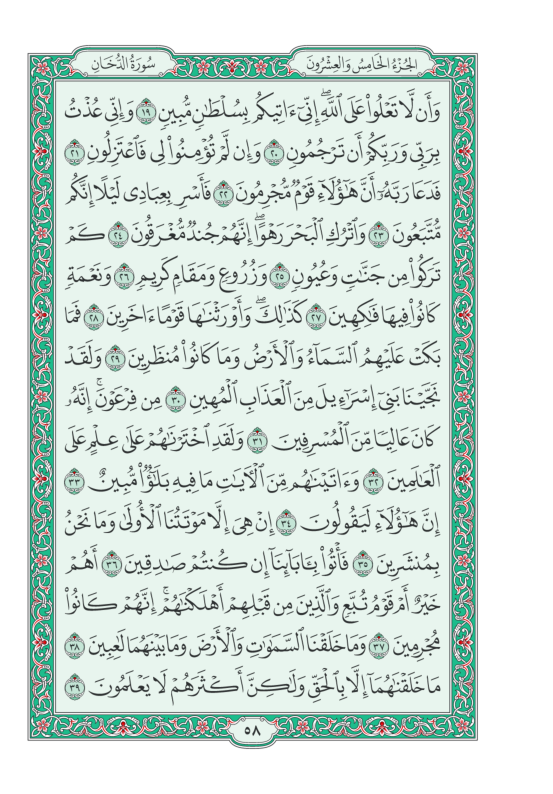 الجُزْءُ الخَامِسُ وَالعِشْرُونَ سُورَةُ الدُّخَانِ
وَأَن لَّا تَعْلُوا۟ عَلَى ٱللَّهِ ۖ إِنِّىٓ ءَاتِيكُم بِسُلْطَٰنٍ مُّبِينٍ ١٩ وَإِنِّى عُذْتُ
بِرَبِّى وَرَبِّكُمْ أَن تَرْجُمُونِ ٢٠ وَإِن لَّمْ تُؤْمِنُوا۟ لِى فَٱعْتَزِلُونِ ٢١
فَدَعَا رَبَّهُۥٓ أَنَّ هَٰٓؤُلَآءِ قَوْمٌ مُّجْرِمُونَ ٢٢ فَأَسْرِ بِعِبَادِى لَيْلًا إِنَّكُم
مُّتَّبَعُونَ ٢٣ وَٱتْرُكِ ٱلْبَحْرَ رَهْوًا ۖ إِنَّهُمْ جُندٌ مُّغْرَقُونَ ٢٤ كَمْ
تَرَكُوا۟ مِن جَنَّٰتٍ وَعُيُونٍ ٢٥ وَزُرُوعٍ وَمَقَامٍ كَرِيمٍ ٢٦ وَنَعْمَةٍ
كَانُوا۟ فِيهَا فَٰكِهِينَ ٢٧ كَذَٰلِكَ ۖ وَأَوْرَثْنَٰهَا قَوْمًا ءَاخَرِينَ ٢٨ فَمَا
بَكَتْ عَلَيْهِمُ ٱلسَّمَآءُ وَٱلْأَرْضُ وَمَا كَانُوا۟ مُنظَرِينَ ٢٩ وَلَقَدْ
نَجَّيْنَا بَنِىٓ إِسْرَٰٓءِيلَ مِنَ ٱلْعَذَابِ ٱلْمُهِينِ ٣٠ مِن فِرْعَوْنَ ۚ إِنَّهُۥ
كَانَ عَالِيًا مِّنَ ٱلْمُسْرِفِينَ ٣١ وَلَقَدِ ٱخْتَرْنَٰهُمْ عَلَىٰ عِلْمٍ عَلَى
ٱلْعَٰلَمِينَ ٣٢ وَءَاتَيْنَٰهُم مِّنَ ٱلْءَايَٰتِ مَا فِيهِ بَلَٰٓؤٌا۟ مُّبِينٌ ٣٣
إِنَّ هَٰٓؤُلَآءِ لَيَقُولُونَ ٣٤ إِنْ هِىَ إِلَّا مَوْتَتُنَا ٱلْأُولَىٰ وَمَا نَحْنُ
بِمُنشَرِينَ ٣٥ فَأْتُوا۟ بِـَٔابَآئِنَآ إِن كُنتُمْ صَٰدِقِينَ ٣٦ أَهُمْ
خَيْرٌ أَمْ قَوْمُ تُبَّعٍ وَٱلَّذِينَ مِن قَبْلِهِمْ ۚ أَهْلَكْنَٰهُمْ ۖ إِنَّهُمْ كَانُوا۟
مُجْرِمِينَ ٣٧ وَمَا خَلَقْنَا ٱلسَّمَٰوَٰتِ وَٱلْأَرْضَ وَمَا بَيْنَهُمَا لَٰعِبِينَ ٣٨
مَا خَلَقْنَٰهُمَآ إِلَّا بِٱلْحَقِّ وَلَٰكِنَّ أَكْثَرَهُمْ لَا يَعْلَمُونَ ٣٩
٥٨